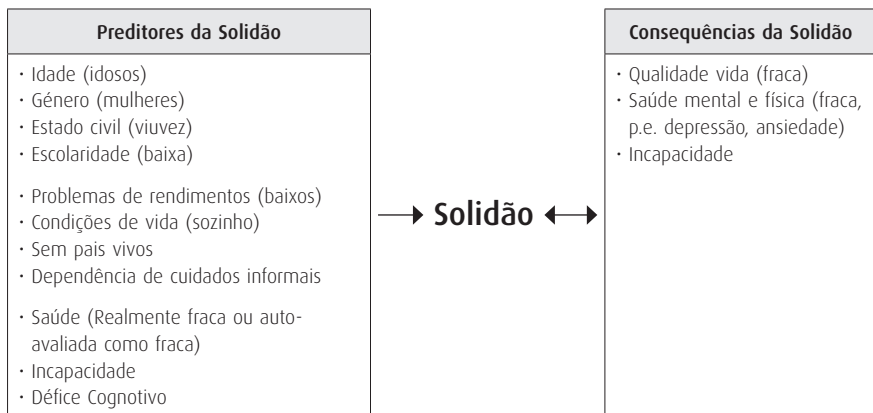 Preditores da Solidão
· Idade (idosos)
· Género (mulheres)
· Estado civil (viuvez)
· Escolaridade (baixa)
· Problemas de rendimentos (baixos)
· Condições de vida (sozinho)
· Sem pais vivos
· Dependência de cuidados informais
· Saúde (Realmente fraca ou auto-
avaliada como fraca)
· Incapacidade
· Défice Cognotivo
Solidão
Consequências da Solidão
· Qualidade vida (fraca)
· Saúde mental e física (fraca,
p.e. depressão, ansiedade)
· Incapacidade